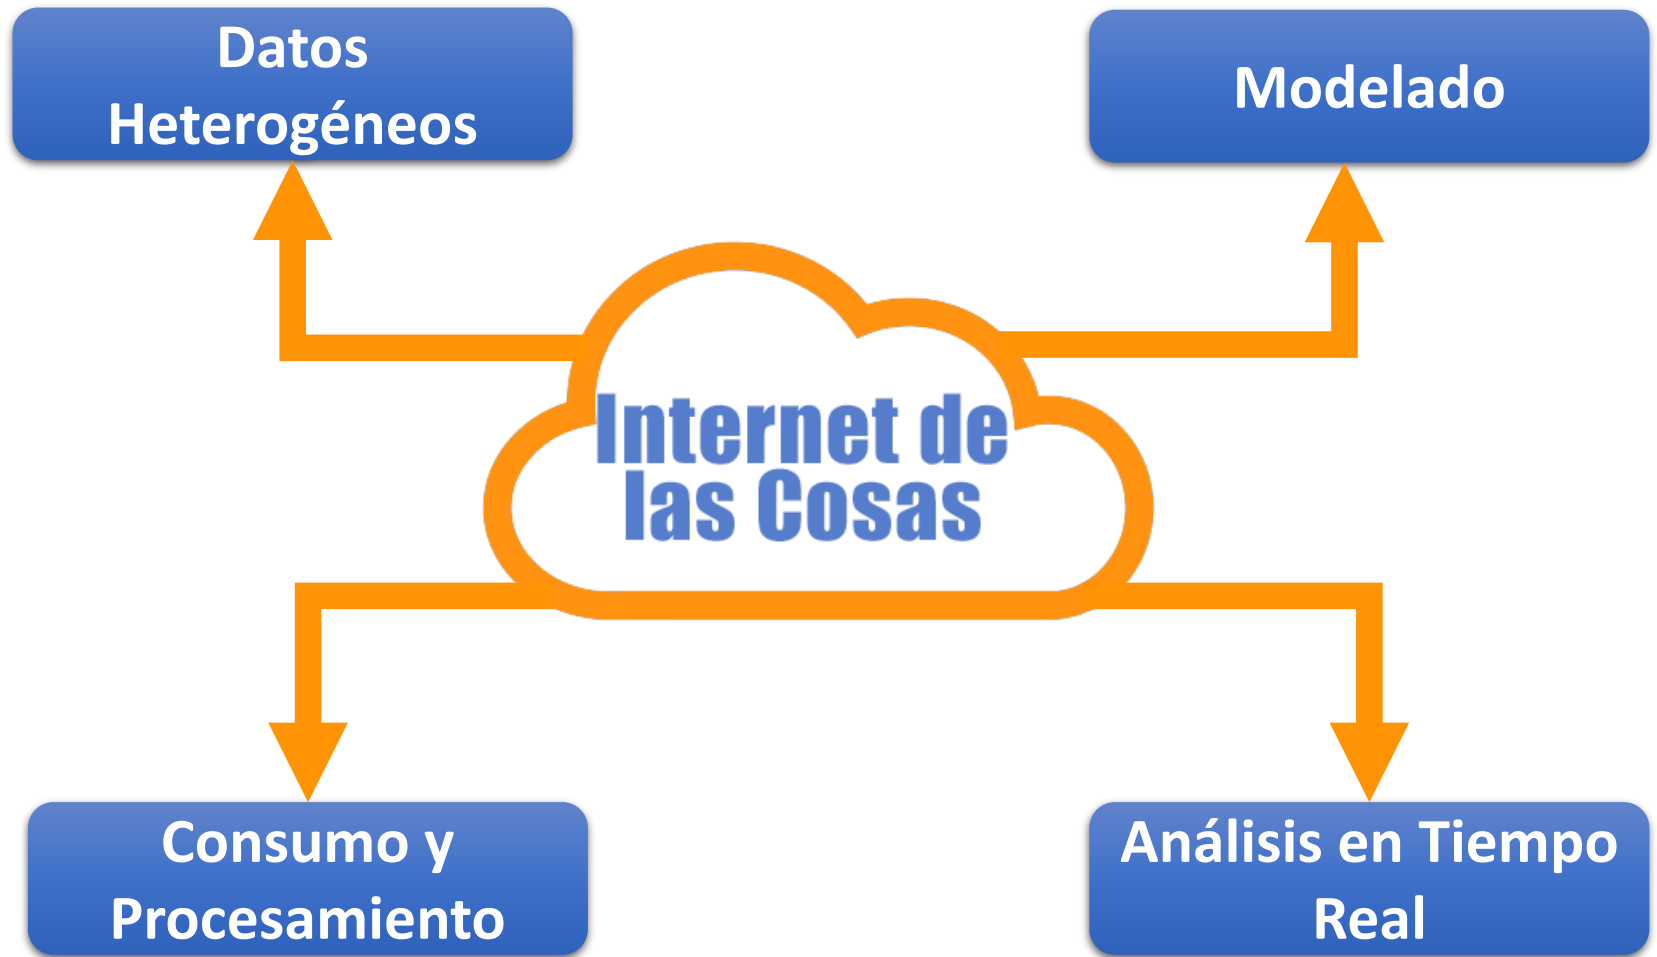 Datos
Heterogéneos
Modelado
Internet de
las Cosas
Consumo y
Procesamiento
Análisis en Tiempo
Real